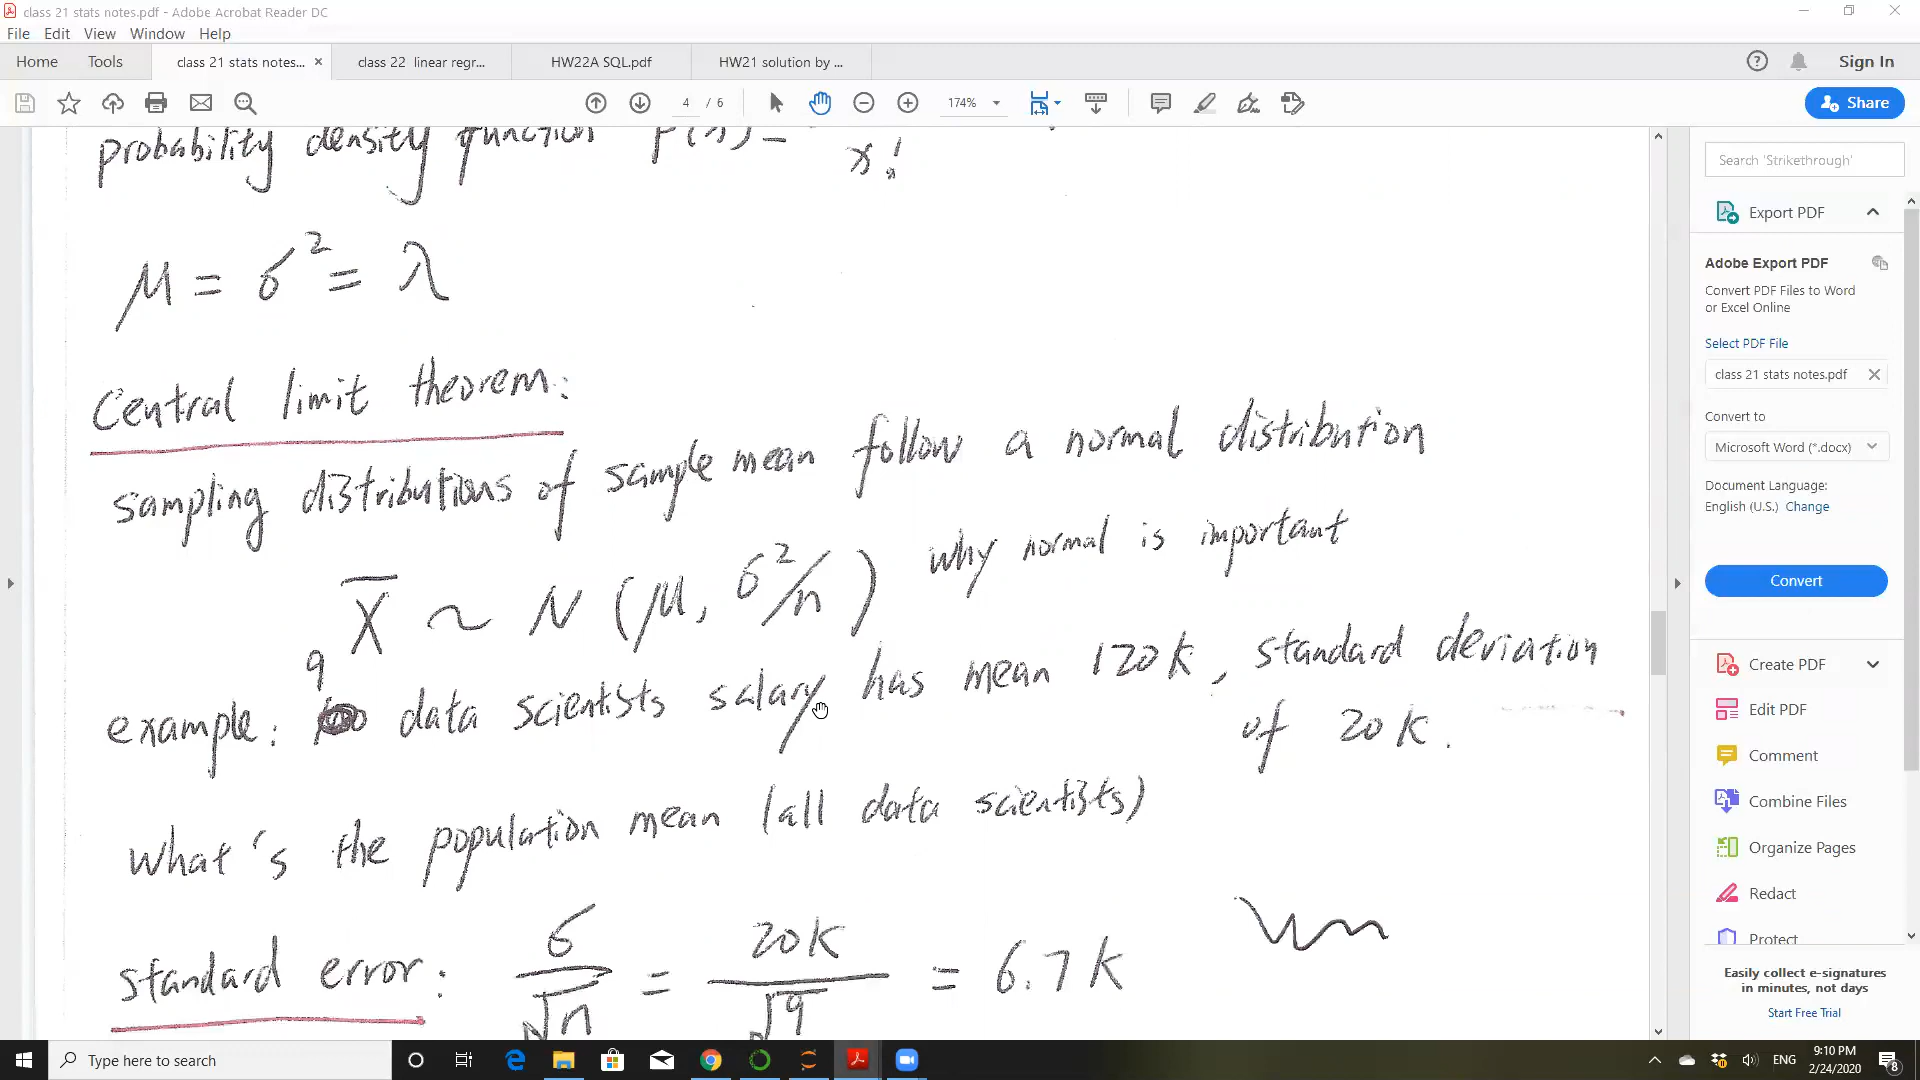 class 21 stats notes.pdf - Adobe Acrobat Reader DC
File Edit View Window Help
Home Tools class 21 stats notes... × class 22 linear regr... HW22A SQL.pdf HW21 solution by ... Sign In
4 / 6 174% Share
probability density function
x!
μ = σ² = λ
Central limit theorem:
sampling distributions of sample mean follow a normal distribution
X̄ ~ N (μ, σ²/n) why normal is important
9
example: data scientists salary has mean 120K, standard deviation
of 20K.
What's the population mean (all data scientists)
standard error: σ/√n = 20K/√9 = 6.7K
Search 'Strikethrough'
Export PDF
Adobe Export PDF
Convert PDF Files to Word
or Excel Online
Select PDF File
class 21 stats notes.pdf
Convert to
Microsoft Word (*.docx)
Document Language:
English (U.S.) Change
Convert
Create PDF
Edit PDF
Comment
Combine Files
Organize Pages
Redact
Protect
Easily collect e-signatures
in minutes, not days
Start Free Trial
Type here to search
ENG
9:10 PM
2/24/2020
8